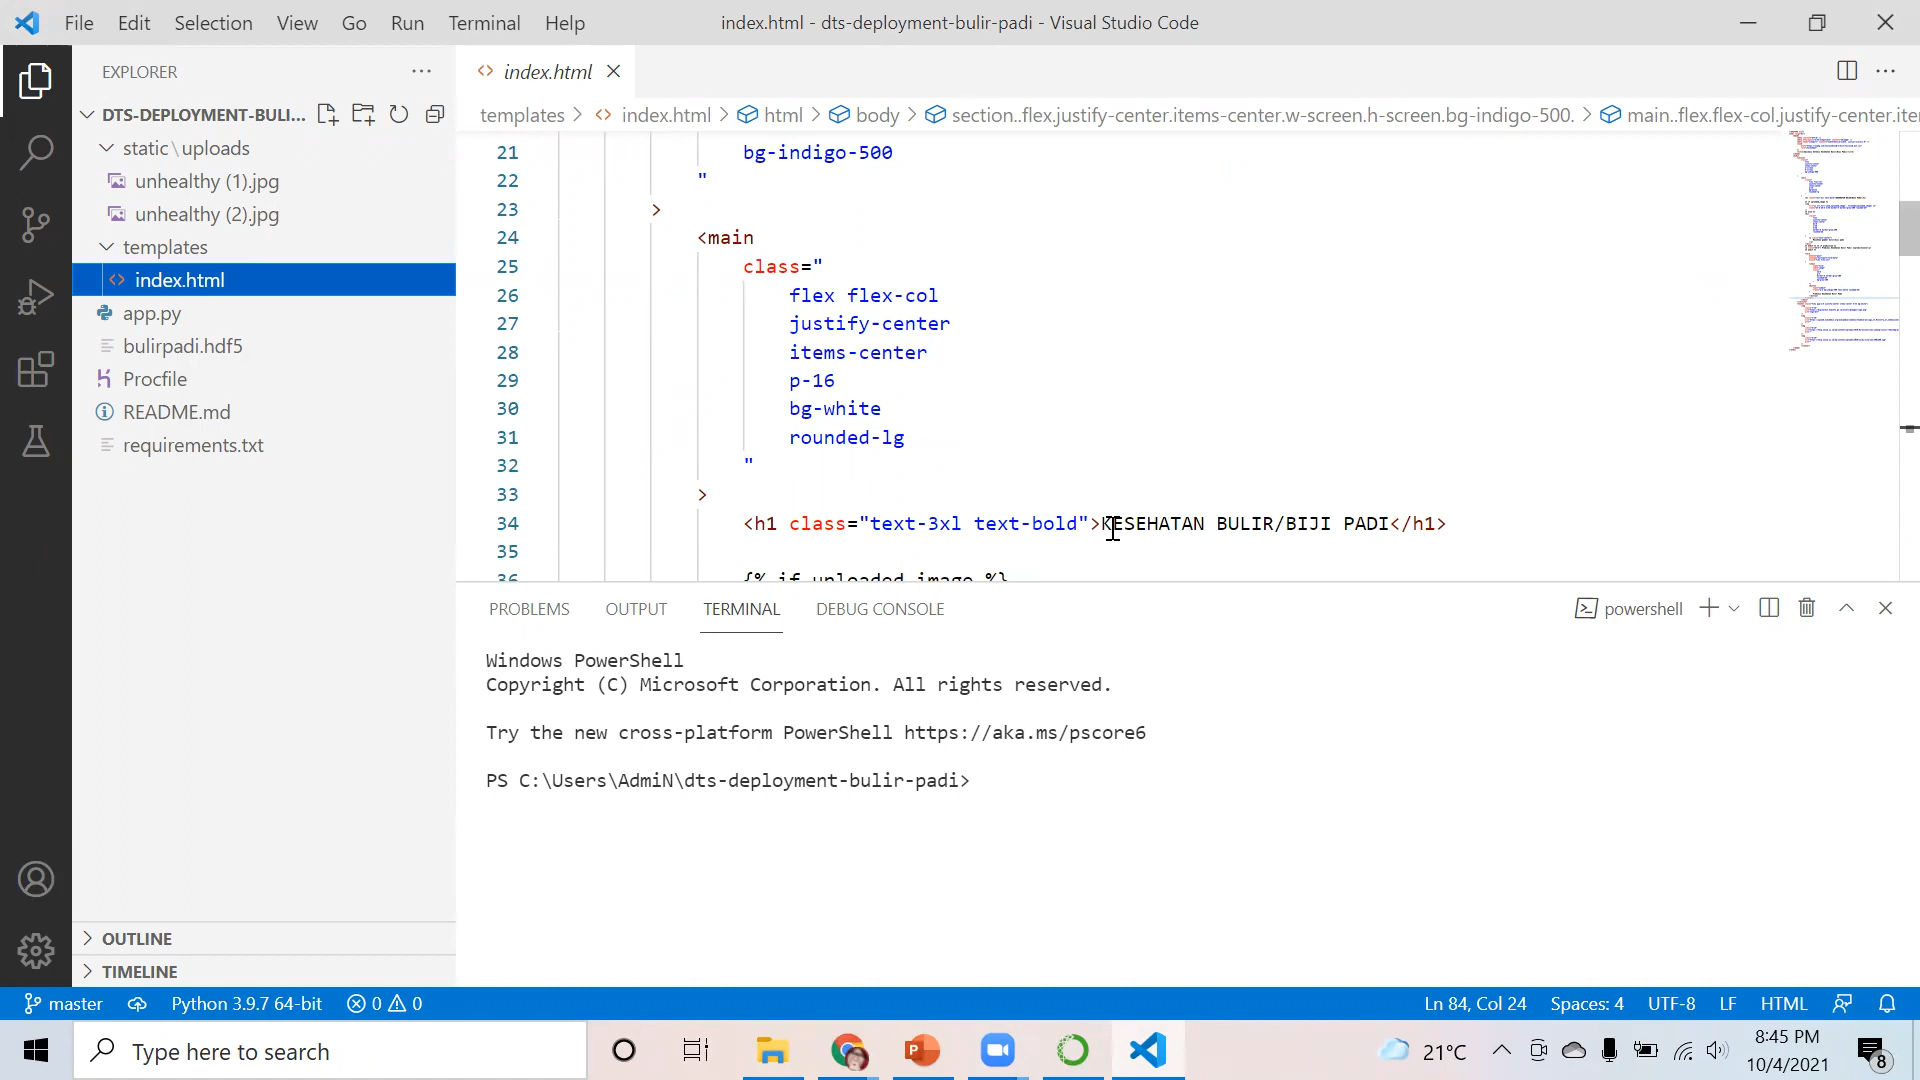 File Edit Selection View Go Run Terminal Help
index.html - dts-deployment-bulir-padi - Visual Studio Code
EXPLORER
DTS-DEPLOYMENT-BULI...
static\uploads
unhealthy (1).jpg
unhealthy (2).jpg
templates
index.html
app.py
bulirpadi.hdf5
Procfile
README.md
requirements.txt
OUTLINE
TIMELINE
index.html
templates > index.html > html > body > section..flex.justify-center.items-center.w-screen.h-screen.bg-indigo-500. > main..flex.flex-col.justify-center.ite
21 bg-indigo-500
22 "
23 >
24 <main
25 class="
26 flex flex-col
27 justify-center
28 items-center
29 p-16
30 bg-white
31 rounded-lg
32 "
33 >
34 <h1 class="text-3xl text-bold">KESEHATAN BULIR/BIJI PADI</h1>
35
36 {% if uploaded_image %}
PROBLEMS OUTPUT TERMINAL DEBUG CONSOLE
powershell
Windows PowerShell
Copyright (C) Microsoft Corporation. All rights reserved.
Try the new cross-platform PowerShell https://aka.ms/pscore6
PS C:\Users\AdmiN\dts-deployment-bulir-padi>
master Python 3.9.7 64-bit 0 0
Ln 84, Col 24 Spaces: 4 UTF-8 LF HTML
Type here to search
21°C
8:45 PM
10/4/2021
8